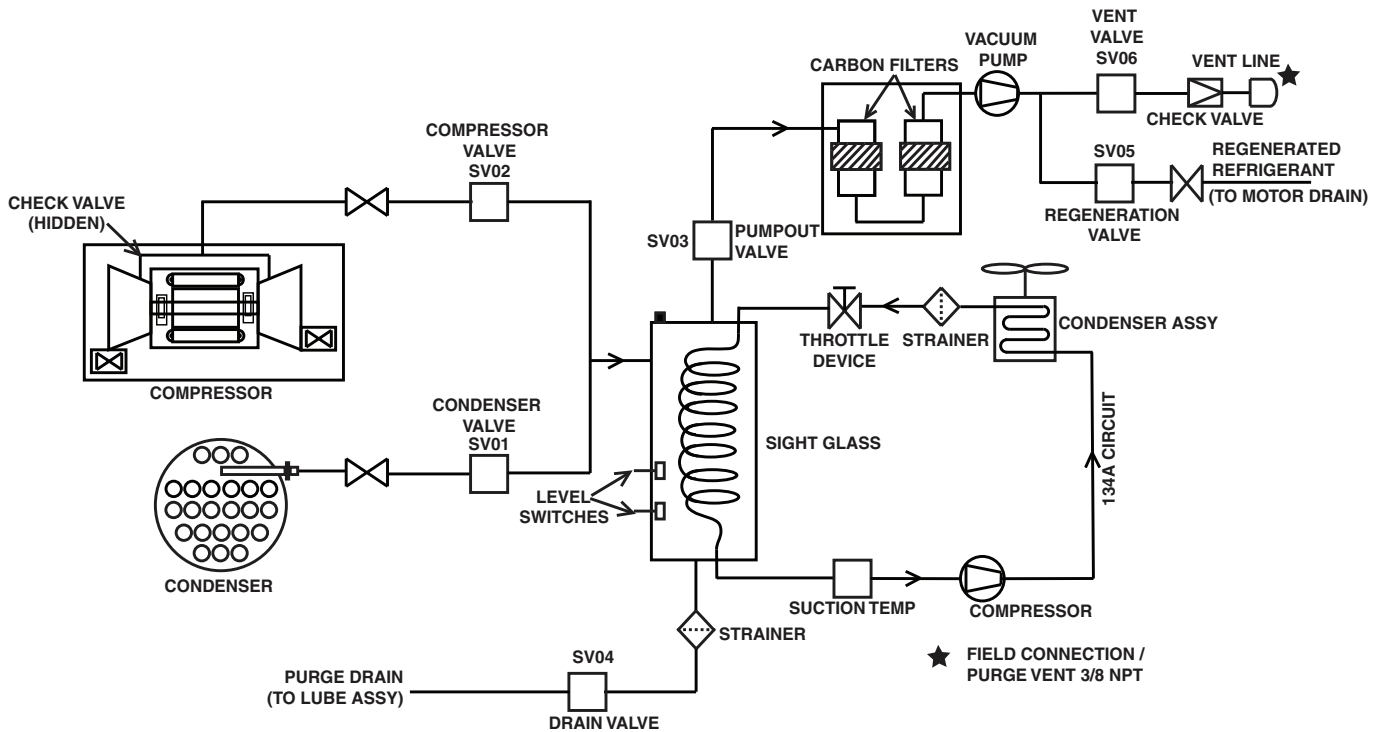 VENT
VALVE
SV06
VACUUM
PUMP
VENT LINE
CARBON FILTERS
CHECK VALVE
COMPRESSOR
VALVE
SV02
SV05
REGENERATED
REFRIGERANT
(TO MOTOR DRAIN)
REGENERATION
VALVE
CHECK VALVE
(HIDDEN)
SV03
PUMPOUT
VALVE
COMPRESSOR
THROTTLE
DEVICE
STRAINER
CONDENSER ASSY
CONDENSER
VALVE
SV01
SIGHT GLASS
134A CIRCUIT
LEVEL
SWITCHES
CONDENSER
SUCTION TEMP
COMPRESSOR
STRAINER
SV04
PURGE DRAIN
(TO LUBE ASSY)
DRAIN VALVE
FIELD CONNECTION /
PURGE VENT 3/8 NPT